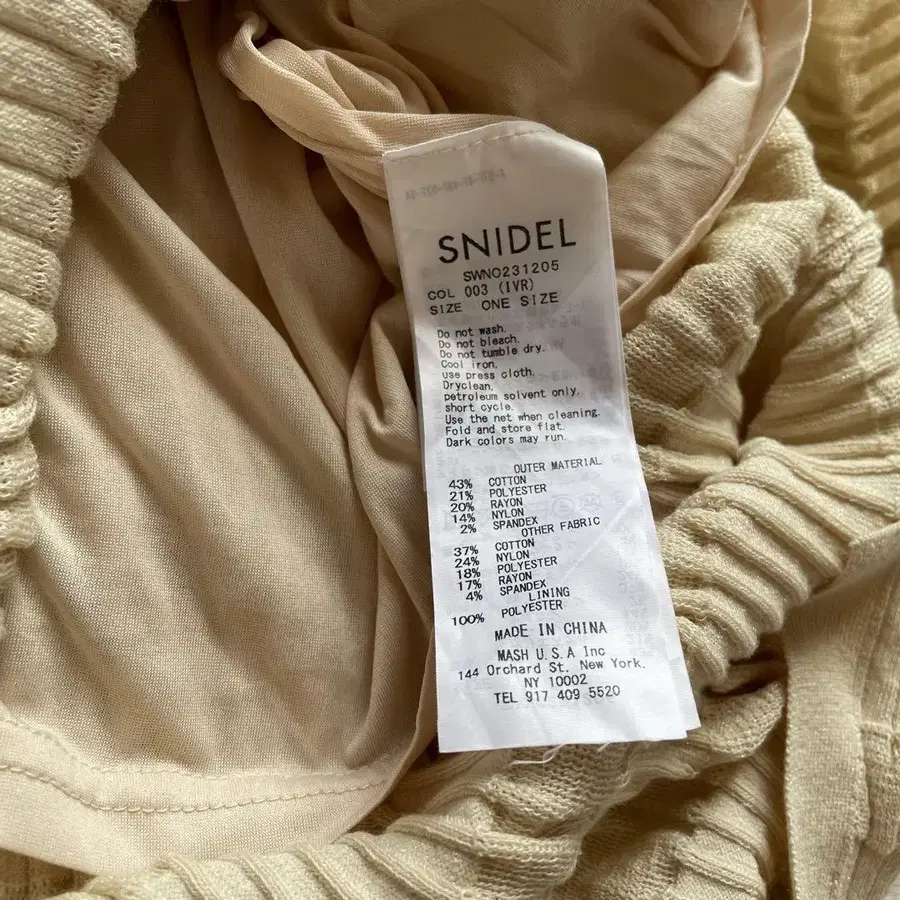 SNIDEL
SWNO231205
COL 003 (IVR)
SIZE ONE SIZE
Do not wash.
Do not bleach.
Do not tumble dry.
Cool iron.
use press cloth.
Dryclean.
petroleum solvent only.
short cycle.
Use the net when cleaning.
Fold and store flat.
Dark colors may run.
OUTER MATERIAL
43% COTTON
21% POLYESTER
20% RAYON
14% NYLON
2% SPANDEX
OTHER FABRIC
37% COTTON
24% NYLON
18% POLYESTER
17% RAYON
4% SPANDEX
LINING
100% POLYESTER
MADE IN CHINA
MASH U.S.A Inc
144 Orchard St. New York.
NY 10002
TEL 917 409 5520